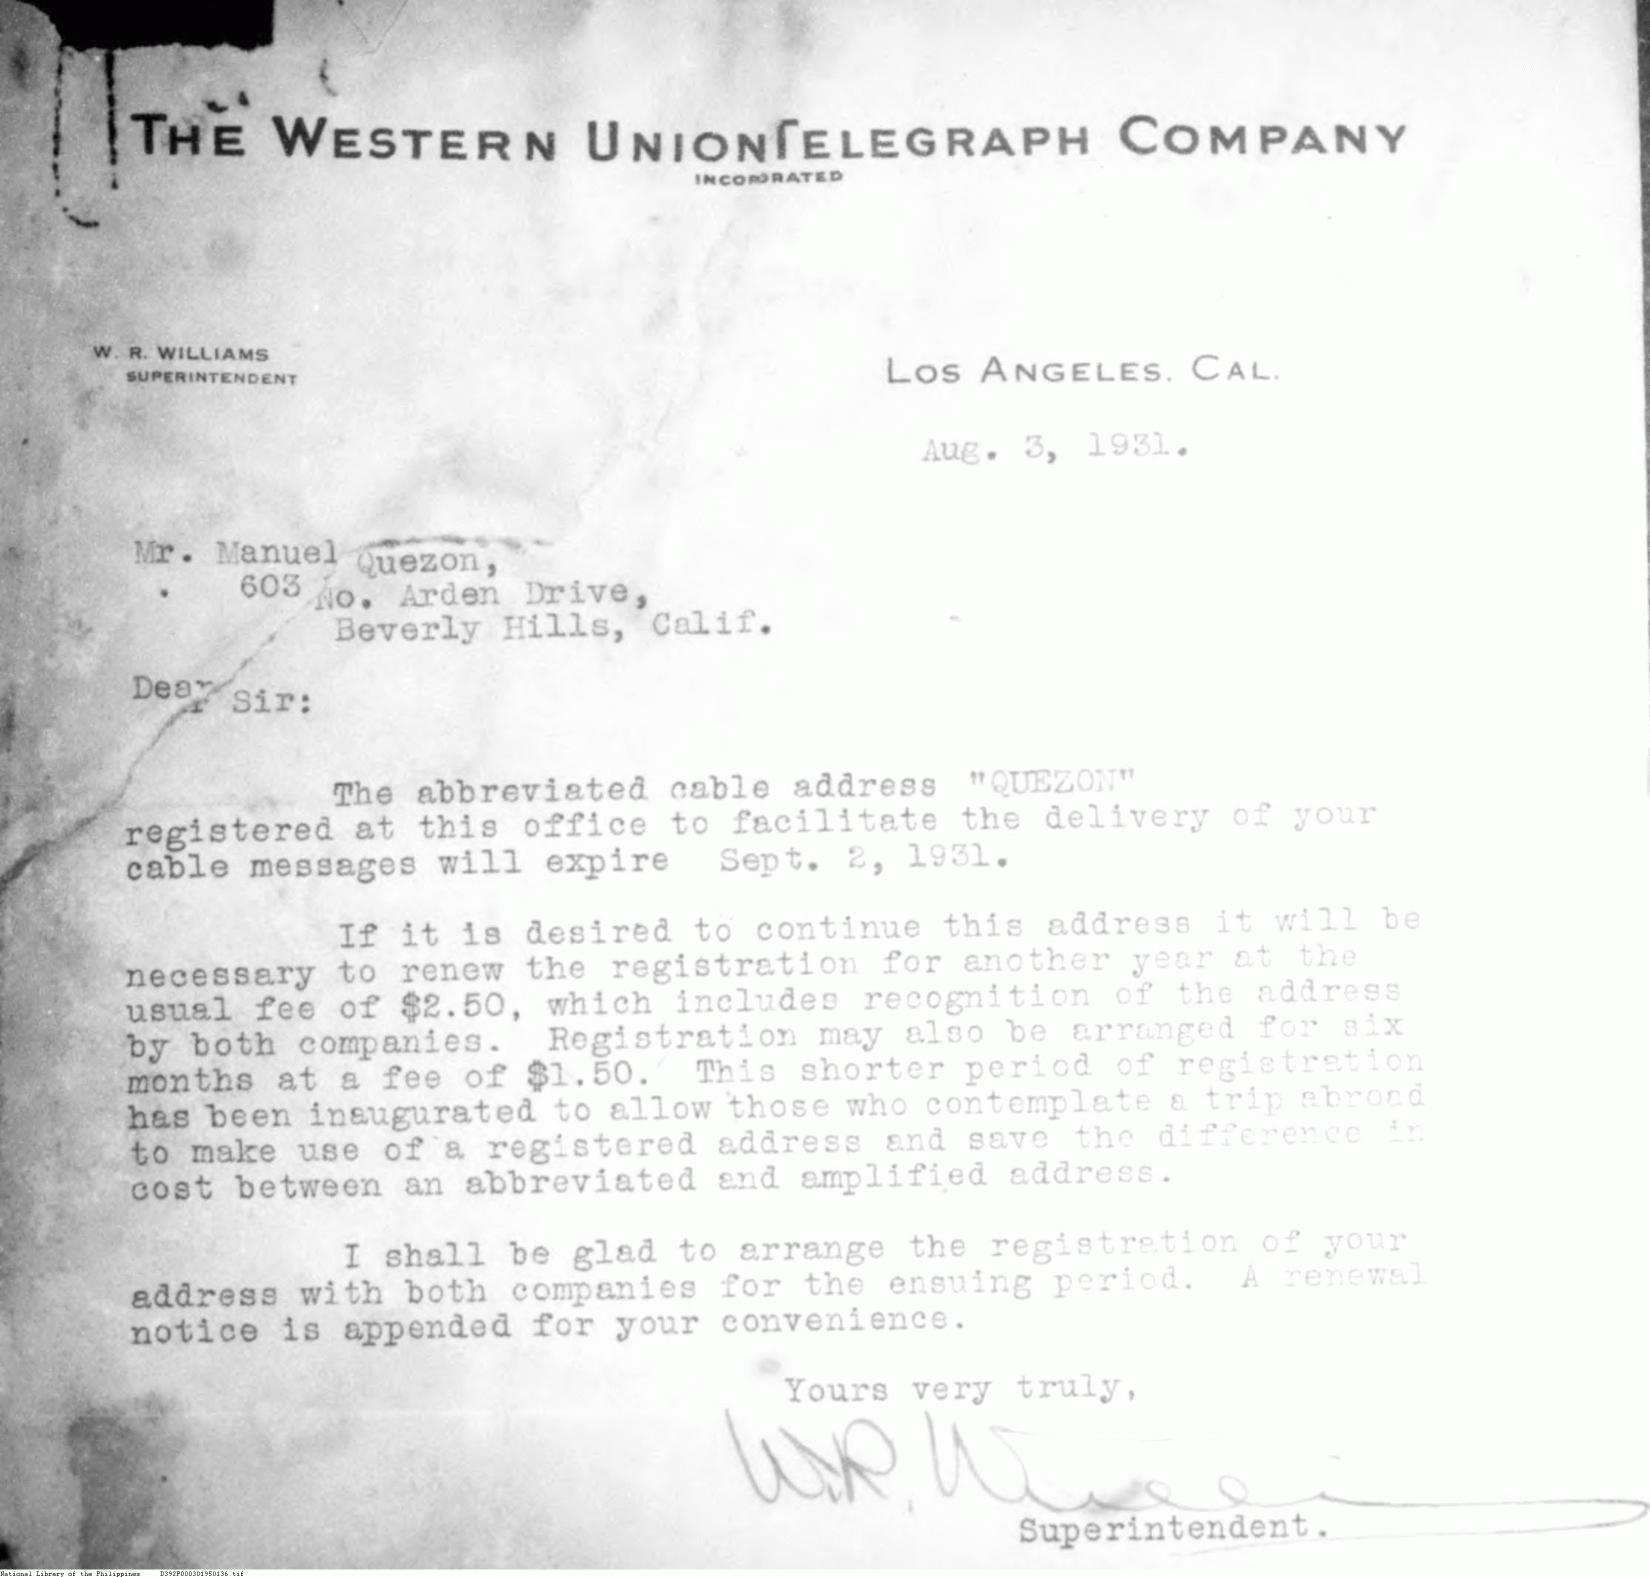 THE WESTERN UNION TELEGRAPH COMPANY
INCORPORATED
W. R. WILLIAMS
SUPERINTENDENT
LOS ANGELES. CAL.
Aug. 3, 1931.
Mr. Manuel Quezon,
603 No. Arden Drive,
Beverly Hills, Calif.
Dear Sir:
The abbreviated cable address "QUEZON"
registered at this office to facilitate the delivery of your
cable messages will expire Sept. 2, 1931.
If it is desired to continue this address it will be
necessary to renew the registration for another year at the
usual fee of $2.50, which includes recognition of the address
by both companies. Registration may also be arranged for six
months at a fee of $1.50. This shorter period of registration
has been inaugurated to allow those who contemplate a trip abroad
to make use of a registered address and save the difference in
cost between an abbreviated and amplified address.
I shall be glad to arrange the registration of your
address with both companies for the ensuing period. A renewal
notice is appended for your convenience.
Yours very truly,
W.R. Williams
Superintendent.
National Library of the Philippines D392P000301950136.tif